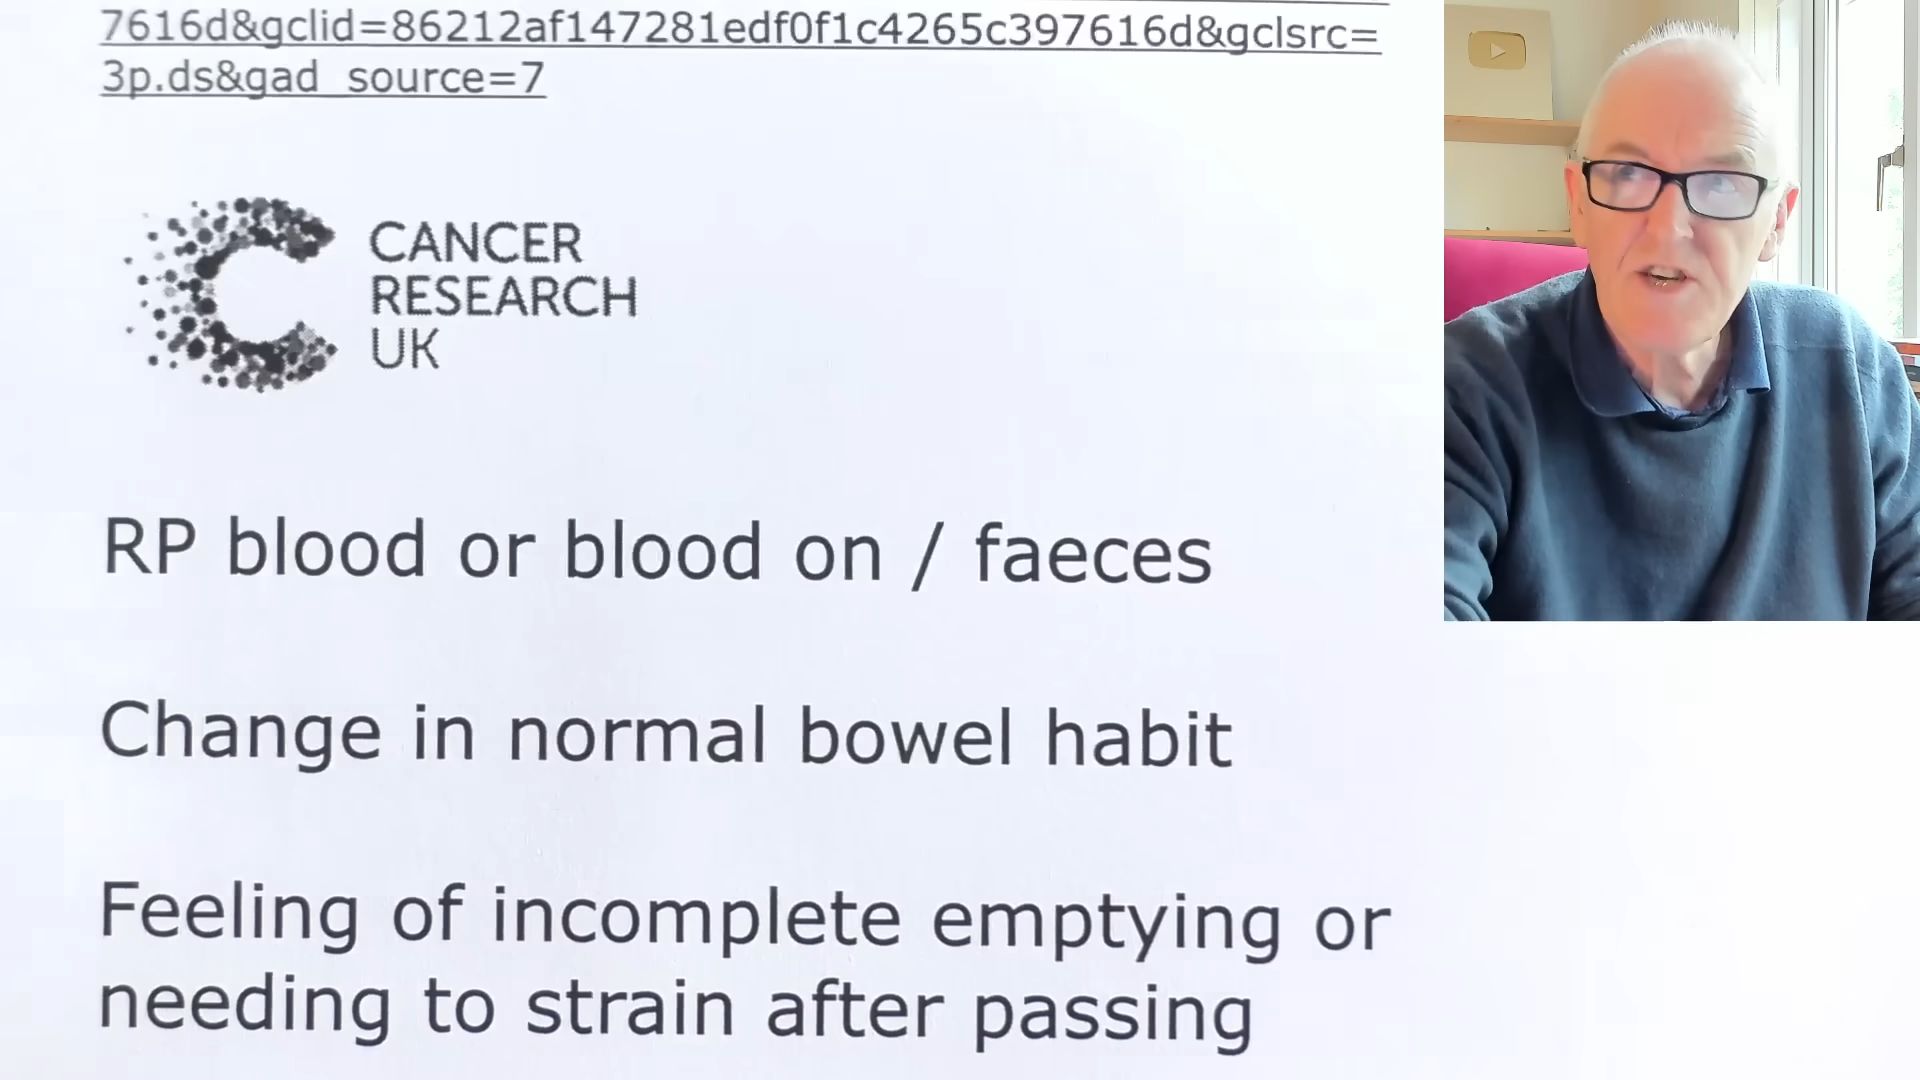 7616d&gclid=86212af147281edf0f1c4265c397616d&gclsrc=
3p.ds&gad_source=7
CANCER
RESEARCH
UK
RP blood or blood on / faeces
Change in normal bowel habit
Feeling of incomplete emptying or
needing to strain after passing